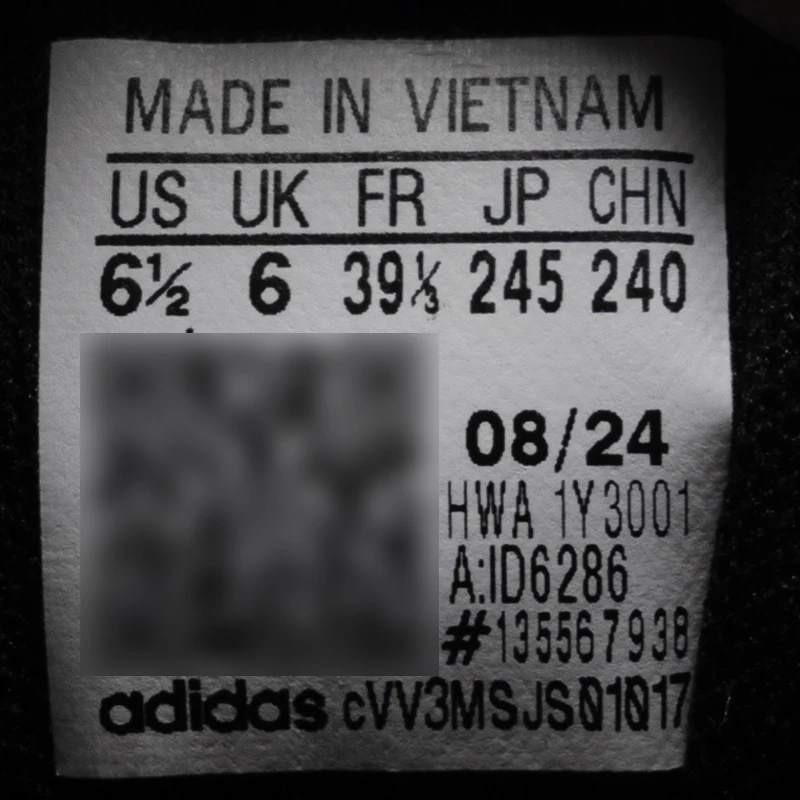 MADE IN VIETNAM
US UK FR JP CHN
6½ 6 39⅓ 245 240
08/24
HWA 1Y3001
A:ID6286
#135567938
adidas cVV3MSJS01017